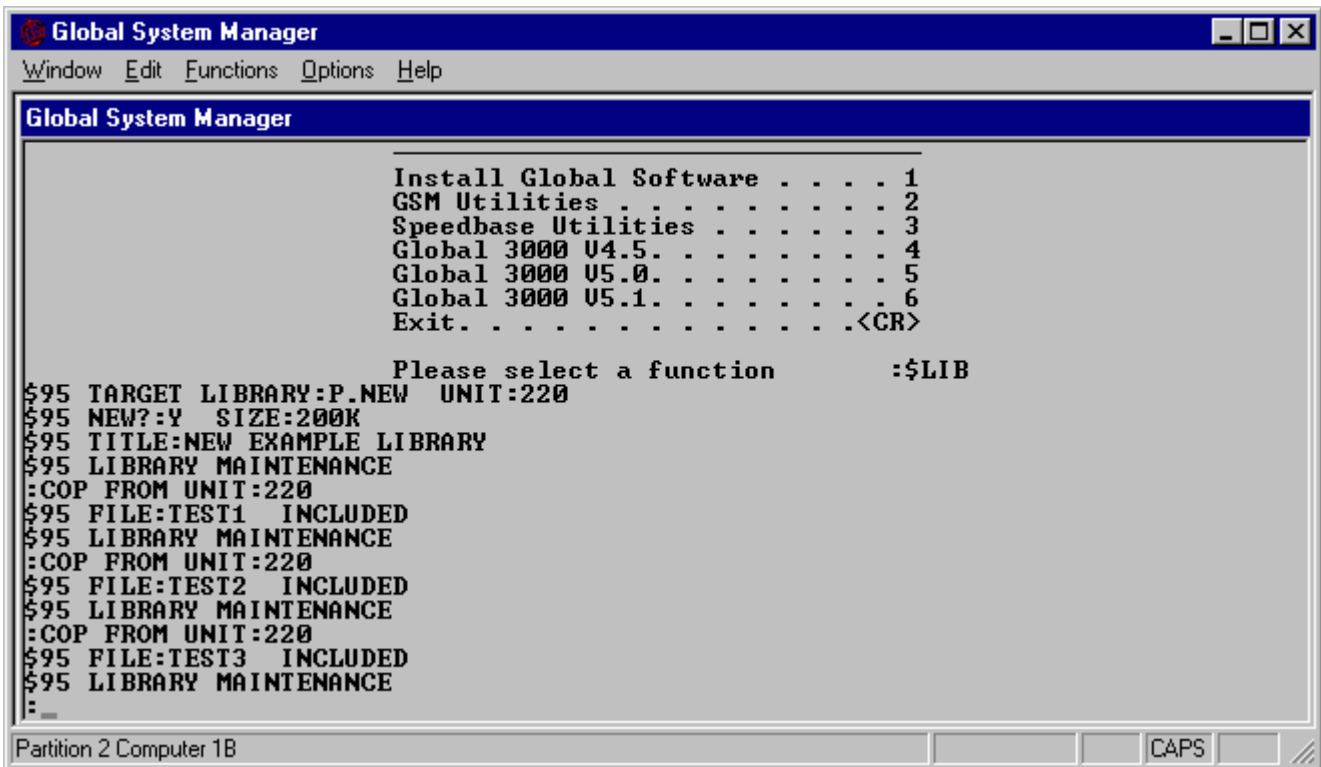 Global System Manager
Window Edit Functions Options Help
Global System Manager
Install Global Software . . . . 1
GSM Utilities . . . . . . . . . 2
Speedbase Utilities . . . . . . 3
Global 3000 V4.5. . . . . . . . 4
Global 3000 V5.0. . . . . . . . 5
Global 3000 V5.1. . . . . . . . 6
Exit. . . . . . . . . . . . . .<CR>
Please select a function :$LIB
$95 TARGET LIBRARY:P.NEW UNIT:220
$95 NEW?:Y SIZE:200K
$95 TITLE:NEW EXAMPLE LIBRARY
$95 LIBRARY MAINTENANCE
:COP FROM UNIT:220
$95 FILE:TEST1 INCLUDED
$95 LIBRARY MAINTENANCE
:COP FROM UNIT:220
$95 FILE:TEST2 INCLUDED
$95 LIBRARY MAINTENANCE
:COP FROM UNIT:220
$95 FILE:TEST3 INCLUDED
$95 LIBRARY MAINTENANCE
:_
Partition 2 Computer 1B CAPS